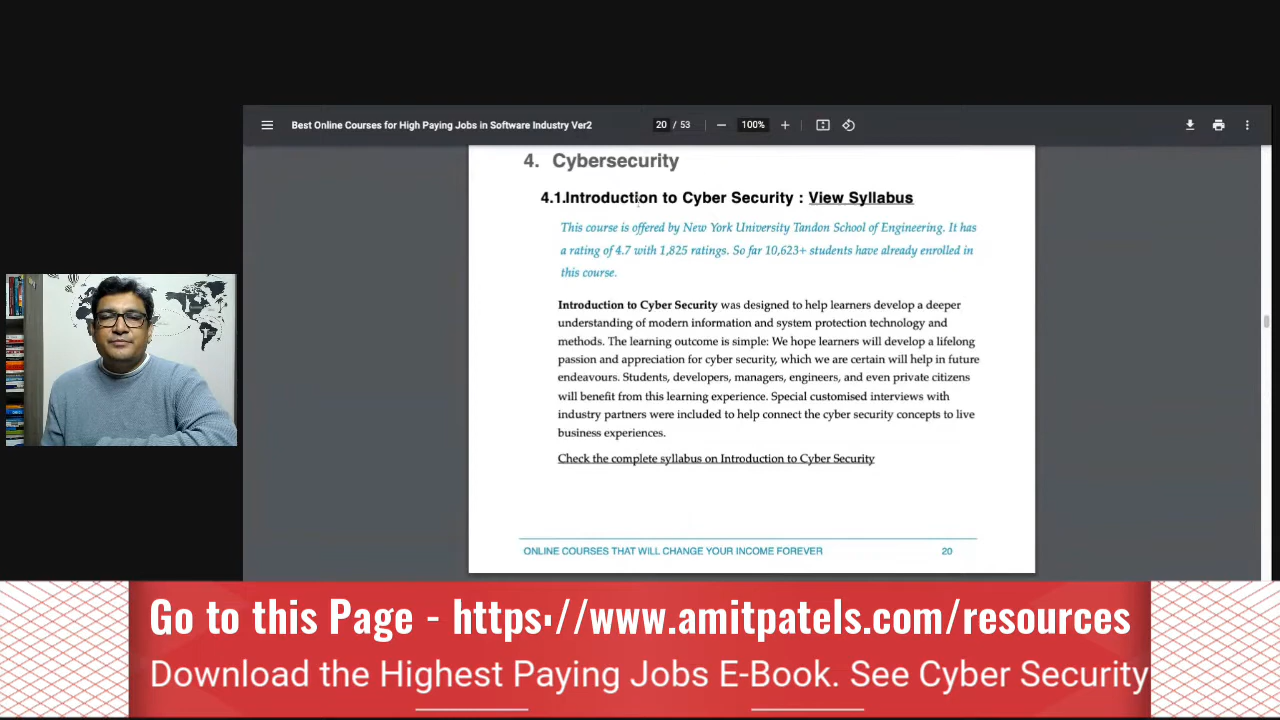 Best Online Courses for High Paying Jobs in Software Industry Ver2
20 / 53
100%
4. Cybersecurity
4.1.Introduction to Cyber Security : View Syllabus
This course is offered by New York University Tandon School of Engineering. It has
a rating of 4.7 with 1,825 ratings. So far 10,623+ students have already enrolled in
this course.
Introduction to Cyber Security was designed to help learners develop a deeper
understanding of modern information and system protection technology and
methods. The learning outcome is simple: We hope learners will develop a lifelong
passion and appreciation for cyber security, which we are certain will help in future
endeavours. Students, developers, managers, engineers, and even private citizens
will benefit from this learning experience. Special customised interviews with
industry partners were included to help connect the cyber security concepts to live
business experiences.
Check the complete syllabus on Introduction to Cyber Security
ONLINE COURSES THAT WILL CHANGE YOUR INCOME FOREVER
20
Go to this Page - https://www.amitpatels.com/resources
Download the Highest Paying Jobs E-Book. See Cyber Security